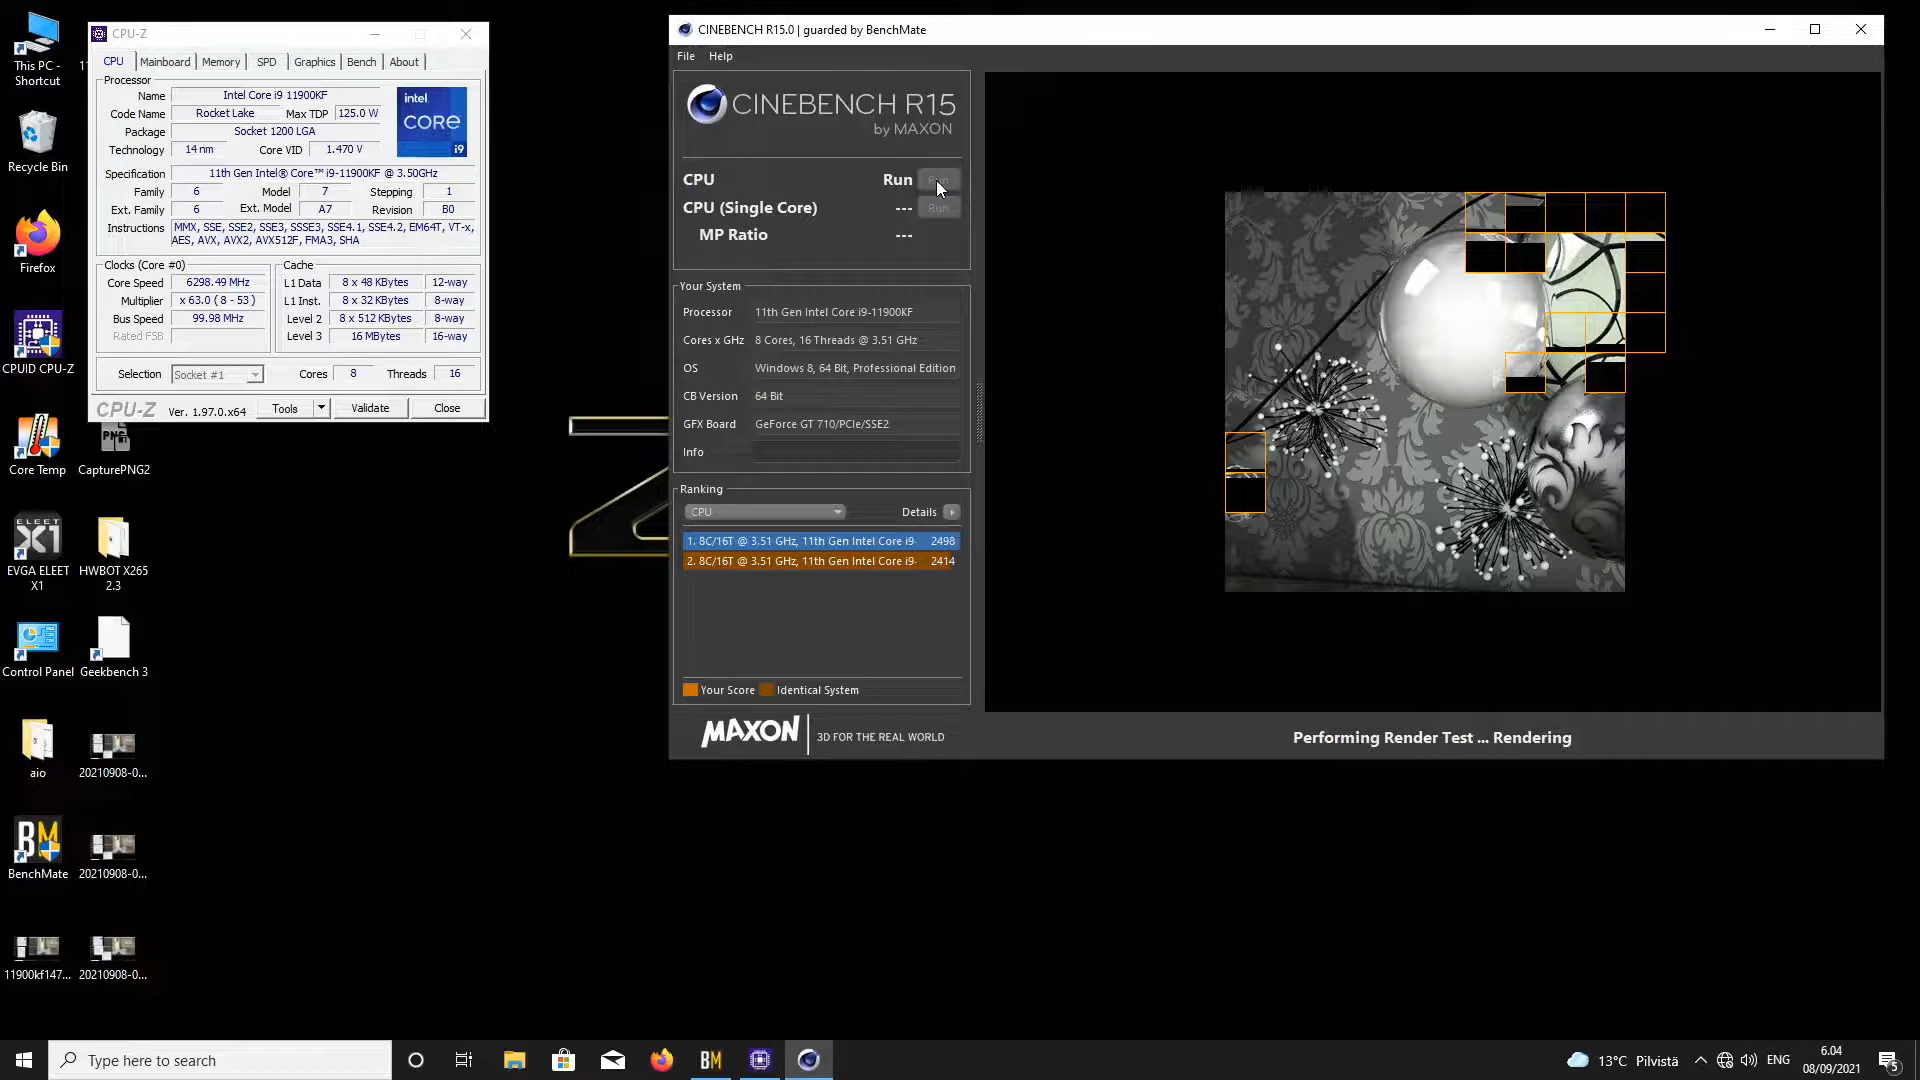 This PC -
Shortcut
Recycle Bin
Firefox
CPUID CPU-Z
Core Temp
CapturePNG2
EVGA ELEET
X1
HWBOT X265
2.3
Control Panel
Geekbench 3
aio
20210908-0...
BenchMate
20210908-0...
11900kf147...
20210908-0...
CPU-Z
CPU
Mainboard
Memory
SPD
Graphics
Bench
About
Processor
Name
Intel Core i9 11900KF
Code Name
Rocket Lake
Max TDP
125.0 W
Package
Socket 1200 LGA
Technology
14 nm
Core VID
1.470 V
intel.
CORE™
i9
Specification
11th Gen Intel® Core™ i9-11900KF @ 3.50GHz
Family
6
Model
7
Stepping
1
Ext. Family
6
Ext. Model
A7
Revision
B0
Instructions
MMX, SSE, SSE2, SSE3, SSSE3, SSE4.1, SSE4.2, EM64T, VT-x,
AES, AVX, AVX2, AVX512F, FMA3, SHA
Clocks (Core #0)
Core Speed
6298.49 MHz
Multiplier
x 63.0 ( 8 - 53 )
Bus Speed
99.98 MHz
Rated FSB
Cache
L1 Data
8 x 48 KBytes
12-way
L1 Inst.
8 x 32 KBytes
8-way
Level 2
8 x 512 KBytes
8-way
Level 3
16 MBytes
16-way
Selection
Socket #1
Cores
8
Threads
16
CPU-Z
Ver. 1.97.0.x64
Tools
Validate
Close
CINEBENCH R15.0 | guarded by BenchMate
File
Help
CINEBENCH R15
by MAXON
CPU
Run
Run
CPU (Single Core)
---
Run
MP Ratio
---
Your System
Processor
11th Gen Intel Core i9-11900KF
Cores x GHz
8 Cores, 16 Threads @ 3.51 GHz
OS
Windows 8, 64 Bit, Professional Edition
CB Version
64 Bit
GFX Board
GeForce GT 710/PCIe/SSE2
Info
Ranking
CPU
Details
1. 8C/16T @ 3.51 GHz, 11th Gen Intel Core i9-
2498
2. 8C/16T @ 3.51 GHz, 11th Gen Intel Core i9-
2414
Your Score
Identical System
MAXON
3D FOR THE REAL WORLD
Performing Render Test ... Rendering
Type here to search
BM
13°C
Pilvistä
ENG
6.04
08/09/2021
5